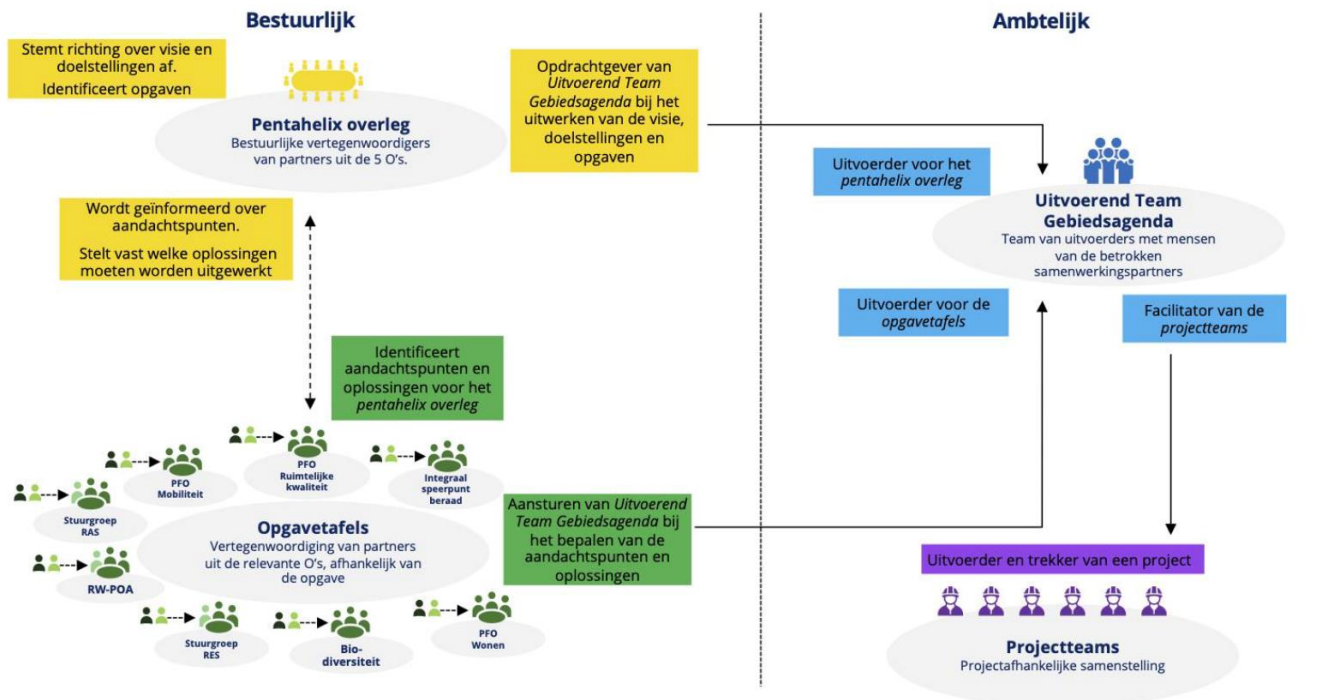 Bestuurlijk
Ambtelijk
Stemt richting over visie en
doelstellingen af.
Identificeert opgaven
Pentahelix overleg
Bestuurlijke vertegenwoordigers
van partners uit de 5 O's.
Opdrachtgever van
Uitvoerend Team
Gebiedsagenda bij het
uitwerken van de visie,
doelstellingen en
opgaven
Uitvoerder voor het
pentahelix overleg
Uitvoerend Team
Gebiedsagenda
Team van uitvoerders met mensen
van de betrokken
samenwerkingspartners
Wordt geïnformeerd over
aandachtspunten.
Stelt vast welke oplossingen
moeten worden uitgewerkt
Uitvoerder voor de
opgavetafels
Facilitator van de
projectteams
Identificeert
aandachtspunten en
oplossingen voor het
pentahelix overleg
PFO
Mobiliteit
PFO
Ruimtelijke
kwaliteit
Integraal
speerpunt
beraad
Stuurgroep
RAS
Opgavetafels
Vertegenwoordiging van partners
uit de relevante O's, afhankelijk van
de opgave
Aansturen van Uitvoerend
Team Gebiedsagenda bij
het bepalen van de
aandachtspunten en
oplossingen
RW-POA
Stuurgroep
RES
Bio-
diversiteit
PFO
Wonen
Uitvoerder en trekker van een project
Projectteams
Projectafhankelijke samenstelling